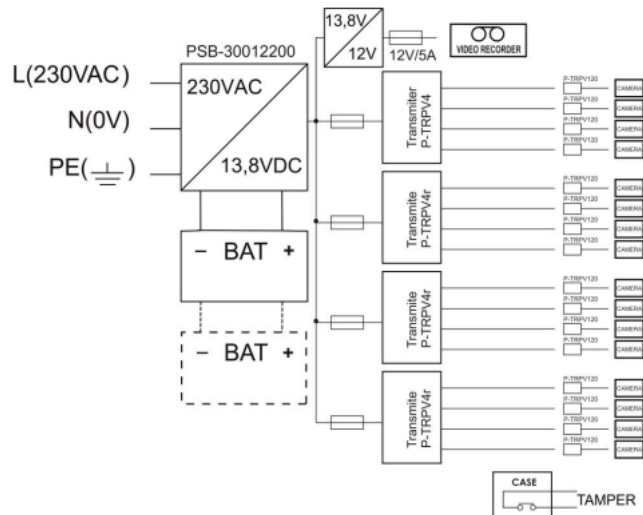 PSB-30012200
L(230VAC)
N(0V)
PE( )
230VAC
13,8VDC
– BAT +
– BAT +
13,8V
12V
12V/5A
VIDEO RECORDER
Transmiter
P-TRPV4
P-TRPV120
CAMERA
P-TRPV120
CAMERA
P-TRPV120
CAMERA
P-TRPV120
CAMERA
Transmite
P-TRPV4r
P-TRPV120
CAMERA
P-TRPV120
CAMERA
P-TRPV120
CAMERA
P-TRPV120
CAMERA
Transmite
P-TRPV4r
P-TRPV120
CAMERA
P-TRPV120
CAMERA
P-TRPV120
CAMERA
P-TRPV120
CAMERA
Transmite
P-TRPV4r
P-TRPV120
CAMERA
P-TRPV120
CAMERA
P-TRPV120
CAMERA
P-TRPV120
CAMERA
CASE
TAMPER